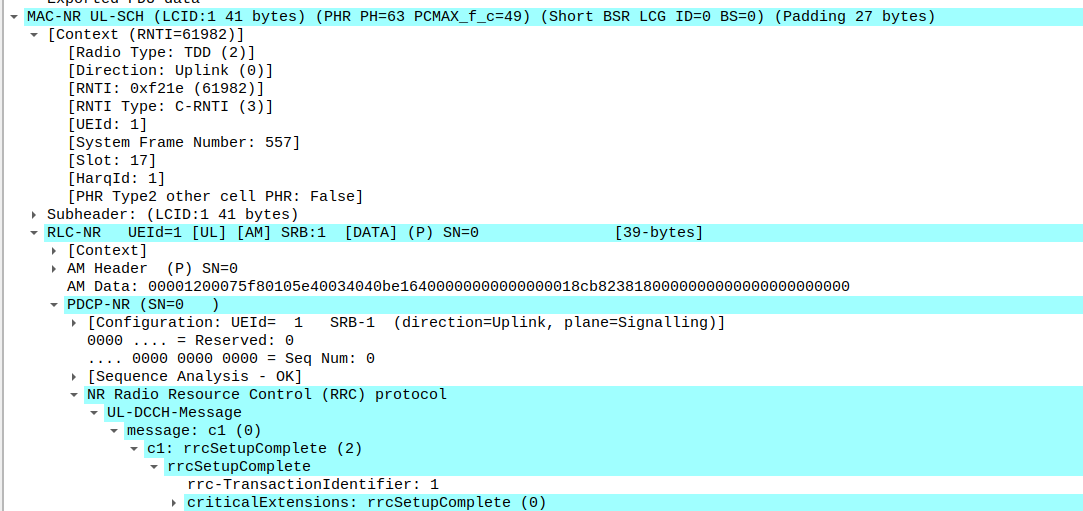 Exported PDU data
MAC-NR UL-SCH (LCID:1 41 bytes) (PHR PH=63 PCMAX_f_c=49) (Short BSR LCG ID=0 BS=0) (Padding 27 bytes)
[Context (RNTI=61982)]
[Radio Type: TDD (2)]
[Direction: Uplink (0)]
[RNTI: 0xf21e (61982)]
[RNTI Type: C-RNTI (3)]
[UEId: 1]
[System Frame Number: 557]
[Slot: 17]
[HarqId: 1]
[PHR Type2 other cell PHR: False]
Subheader: (LCID:1 41 bytes)
RLC-NR   UEId=1 [UL] [AM] SRB:1  [DATA] (P) SN=0               [39-bytes]
[Context]
AM Header  (P) SN=0
AM Data: 00001200075f80105e40034040be16400000000000000018cb8238180000000000000000000000
PDCP-NR (SN=0   )
[Configuration: UEId=  1   SRB-1  (direction=Uplink, plane=Signalling)]
0000 .... = Reserved: 0
.... 0000 0000 0000 = Seq Num: 0
[Sequence Analysis - OK]
NR Radio Resource Control (RRC) protocol
UL-DCCH-Message
message: c1 (0)
c1: rrcSetupComplete (2)
rrcSetupComplete
rrc-TransactionIdentifier: 1
criticalExtensions: rrcSetupComplete (0)